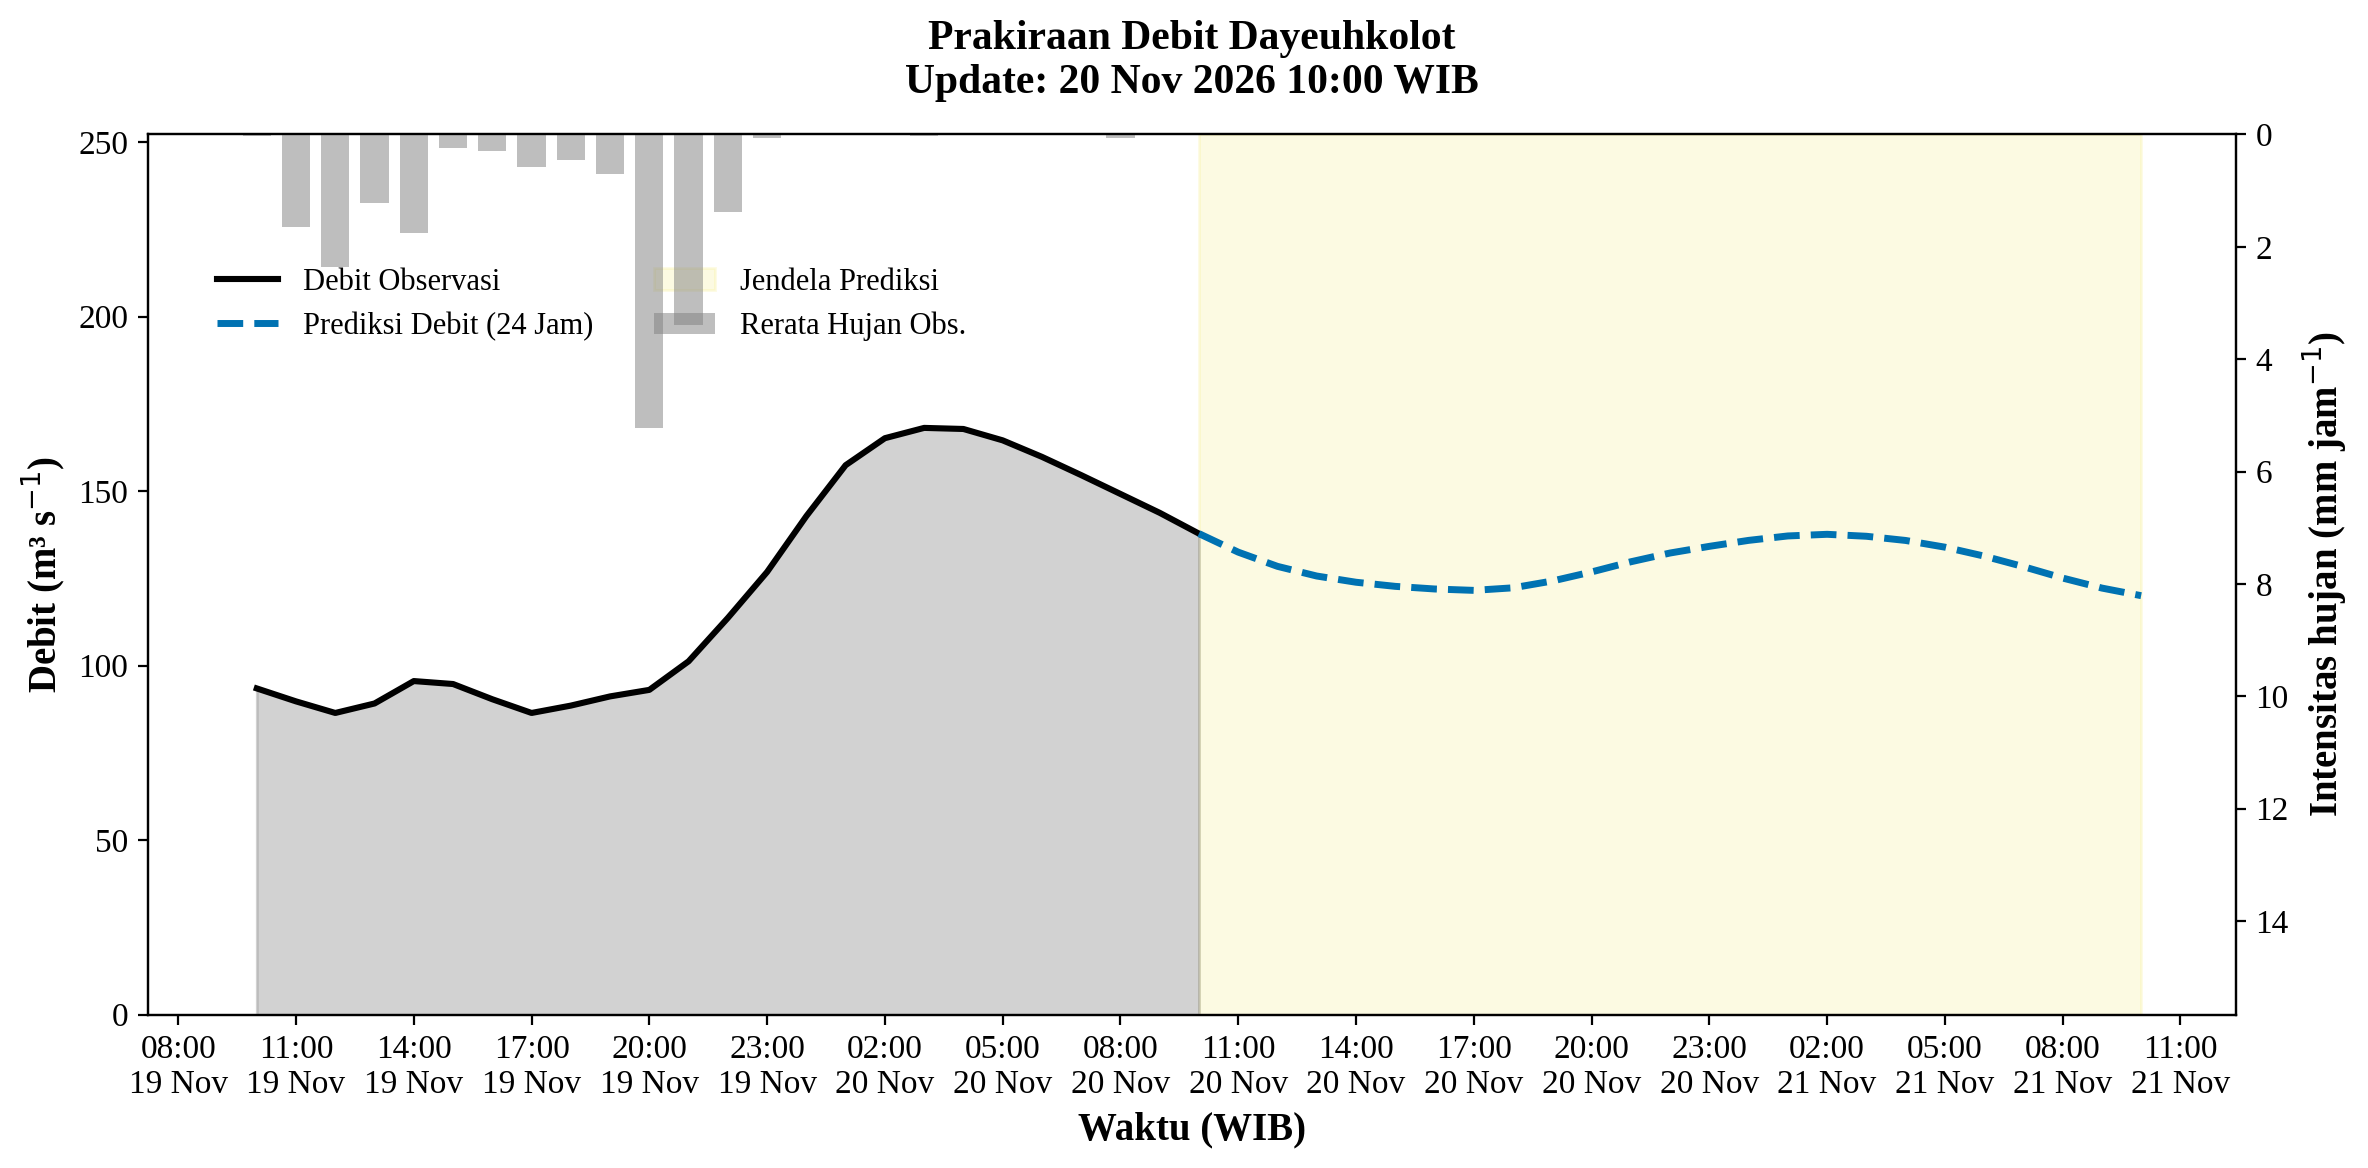 Prakiraan Debit Dayeuhkolot
Update: 20 Nov 2026 10:00 WIB
Debit (m³ s⁻¹)
250
200
150
100
50
0
Debit Observasi
Prediksi Debit (24 Jam)
Jendela Prediksi
Rerata Hujan Obs.
0
2
4
6
8
10
12
14
Intensitas hujan (mm jam⁻¹)
08:00 11:00 14:00 17:00 20:00 23:00 02:00 05:00 08:00 11:00 14:00 17:00 20:00 23:00 02:00 05:00 08:00 11:00
19 Nov 19 Nov 19 Nov 19 Nov 19 Nov 19 Nov 20 Nov 20 Nov 20 Nov 20 Nov 20 Nov 20 Nov 20 Nov 20 Nov 21 Nov 21 Nov 21 Nov 21 Nov
Waktu (WIB)